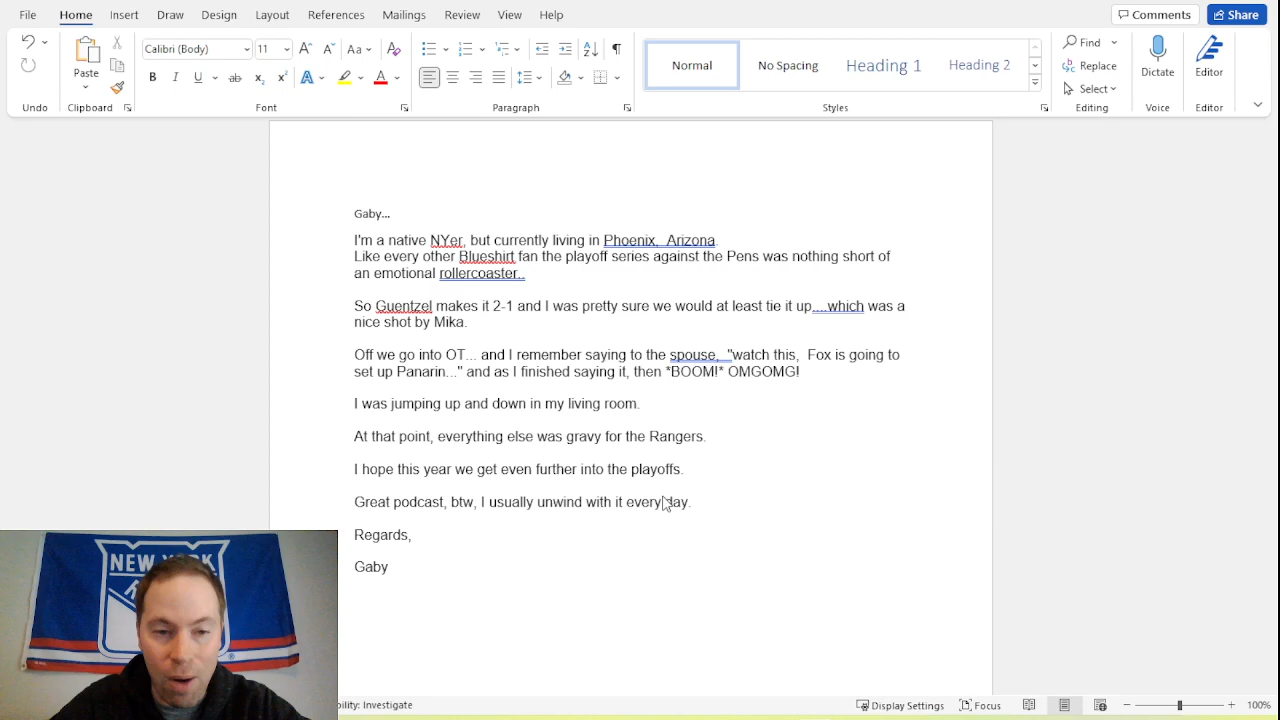 File Home Insert Draw Design Layout References Mailings Review View Help Comments Share
Calibri (Body) 11 Aa Normal No Spacing Heading 1 Heading 2 Find
Paste Replace Dictate Editor
Select
Undo Clipboard Font Paragraph Styles Editing Voice Editor
Gaby...
I'm a native NYer, but currently living in Phoenix,  Arizona.
Like every other Blueshirt fan the playoff series against the Pens was nothing short of
an emotional rollercoaster..
So Guentzel makes it 2-1 and I was pretty sure we would at least tie it up....which was a
nice shot by Mika.
Off we go into OT... and I remember saying to the spouse,  "watch this,  Fox is going to
set up Panarin..." and as I finished saying it, then *BOOM!* OMGOMG!
I was jumping up and down in my living room.
At that point, everything else was gravy for the Rangers.
I hope this year we get even further into the playoffs.
Great podcast, btw, I usually unwind with it every day.
Regards,
Gaby
NEW YORK
bility: Investigate Display Settings Focus 100%